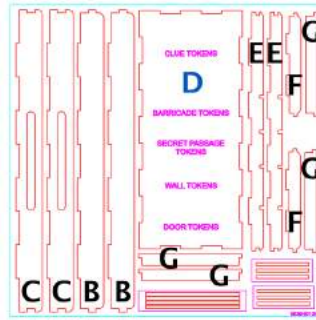 CLUE TOKENS
D
BARRICADE TOKENS
SECRET PASSAGE
TOKENS
WALL TOKENS
DOOR TOKENS
E E
F
G
G
F
C C B B
G
G